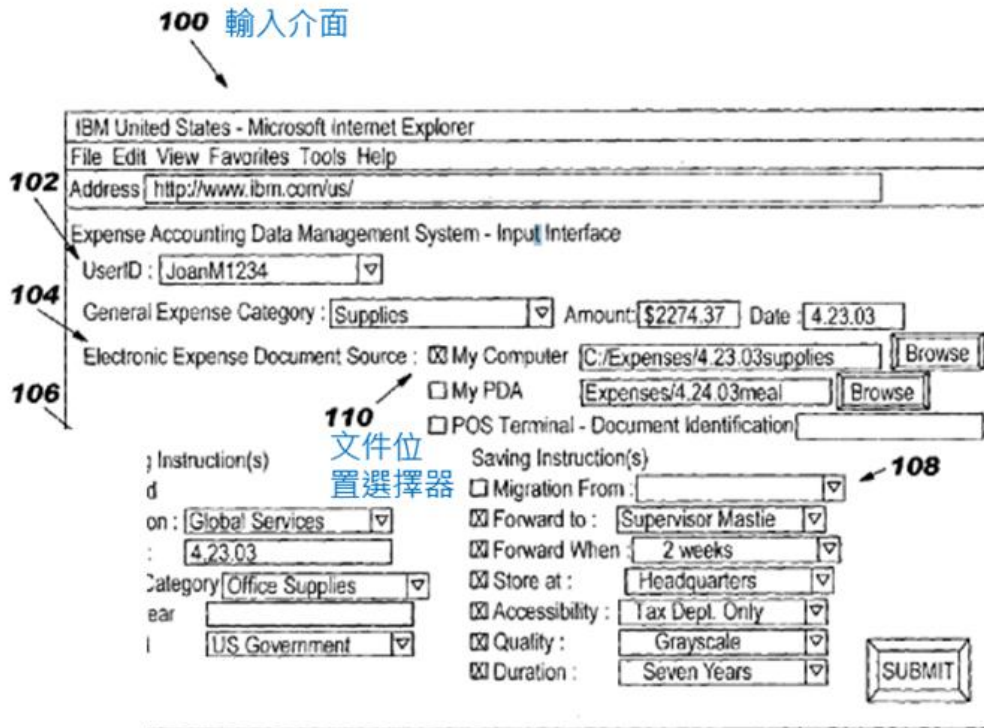 100 輸入介面
IBM United States - Microsoft Internet Explorer
File Edit View Favorites Tools Help
102
Address http://www.ibm.com/us/
Expense Accounting Data Management System - Input Interface
UserID : JoanM1234
104
General Expense Category : Supplies Amount: $2274.37 Date : 4.23.03
Electronic Expense Document Source : My Computer C:/Expenses/4.23.03supplies Browse
106
My PDA Expenses/4.24.03meal Browse
110
POS Terminal - Document Identification
文件位
置選擇器
Instruction(s)
d
on : Global Services
: 4.23.03
Category Office Supplies
ear
US Government
Saving Instruction(s)
108
Migration From :
Forward to : Supervisor Mastie
Forward When : 2 weeks
Store at : Headquarters
Accessibility : Tax Dept. Only
Quality : Grayscale
Duration : Seven Years
SUBMIT